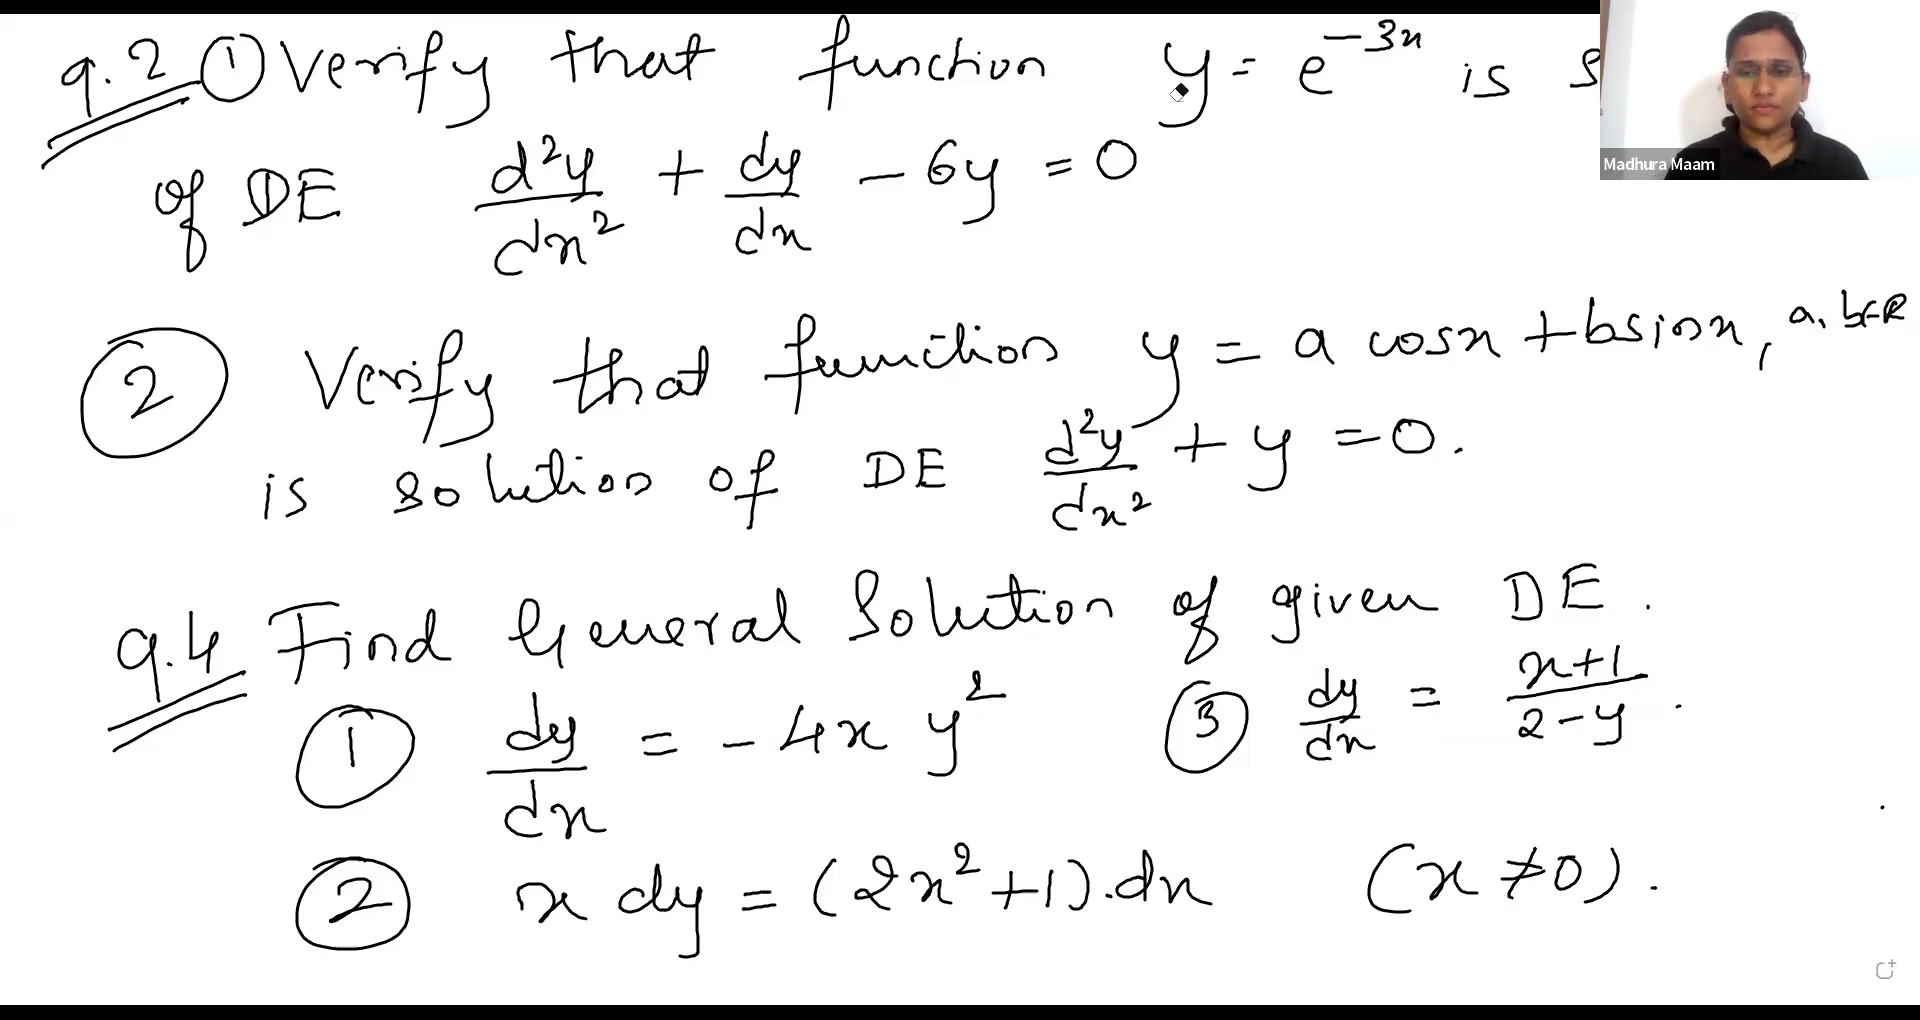 q.2 ① Verify that function y = e^{-3x} is s
Madhura Maam
of DE d²y/dx² + dy/dx - 6y = 0
② Verify that function y = a cosx + bsinx, a, b∈R
is solution of DE d²y/dx² + y = 0.
q.4 Find General Solution of given DE.
① dy/dx = -4x y² ③ dy/dx = x+1/2-y .
② x dy = (2x²+1).dx (x ≠ 0).